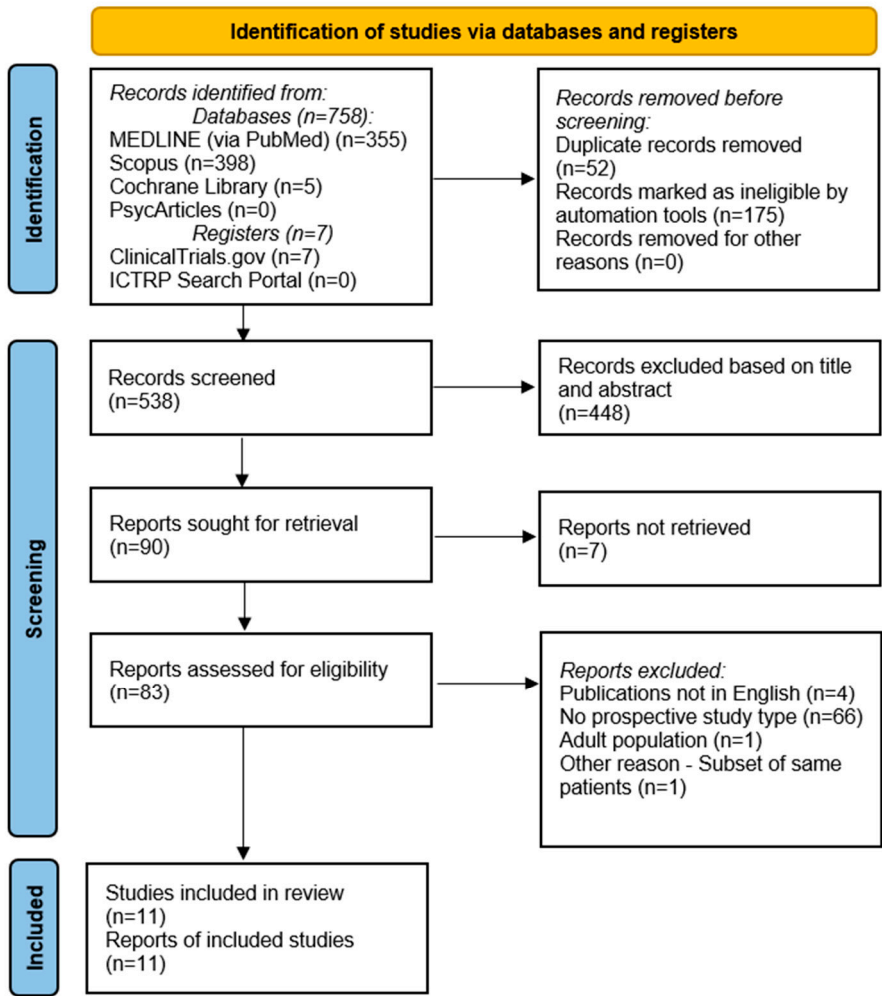 Identification of studies via databases and registers
Identification
Records identified from:
Databases (n=758):
MEDLINE (via PubMed) (n=355)
Scopus (n=398)
Cochrane Library (n=5)
PsycArticles (n=0)
Registers (n=7)
ClinicalTrials.gov (n=7)
ICTRP Search Portal (n=0)
Records removed before
screening:
Duplicate records removed
(n=52)
Records marked as ineligible by
automation tools (n=175)
Records removed for other
reasons (n=0)
Screening
Records screened
(n=538)
Records excluded based on title
and abstract
(n=448)
Reports sought for retrieval
(n=90)
Reports not retrieved
(n=7)
Reports assessed for eligibility
(n=83)
Reports excluded:
Publications not in English (n=4)
No prospective study type (n=66)
Adult population (n=1)
Other reason - Subset of same
patients (n=1)
Included
Studies included in review
(n=11)
Reports of included studies
(n=11)